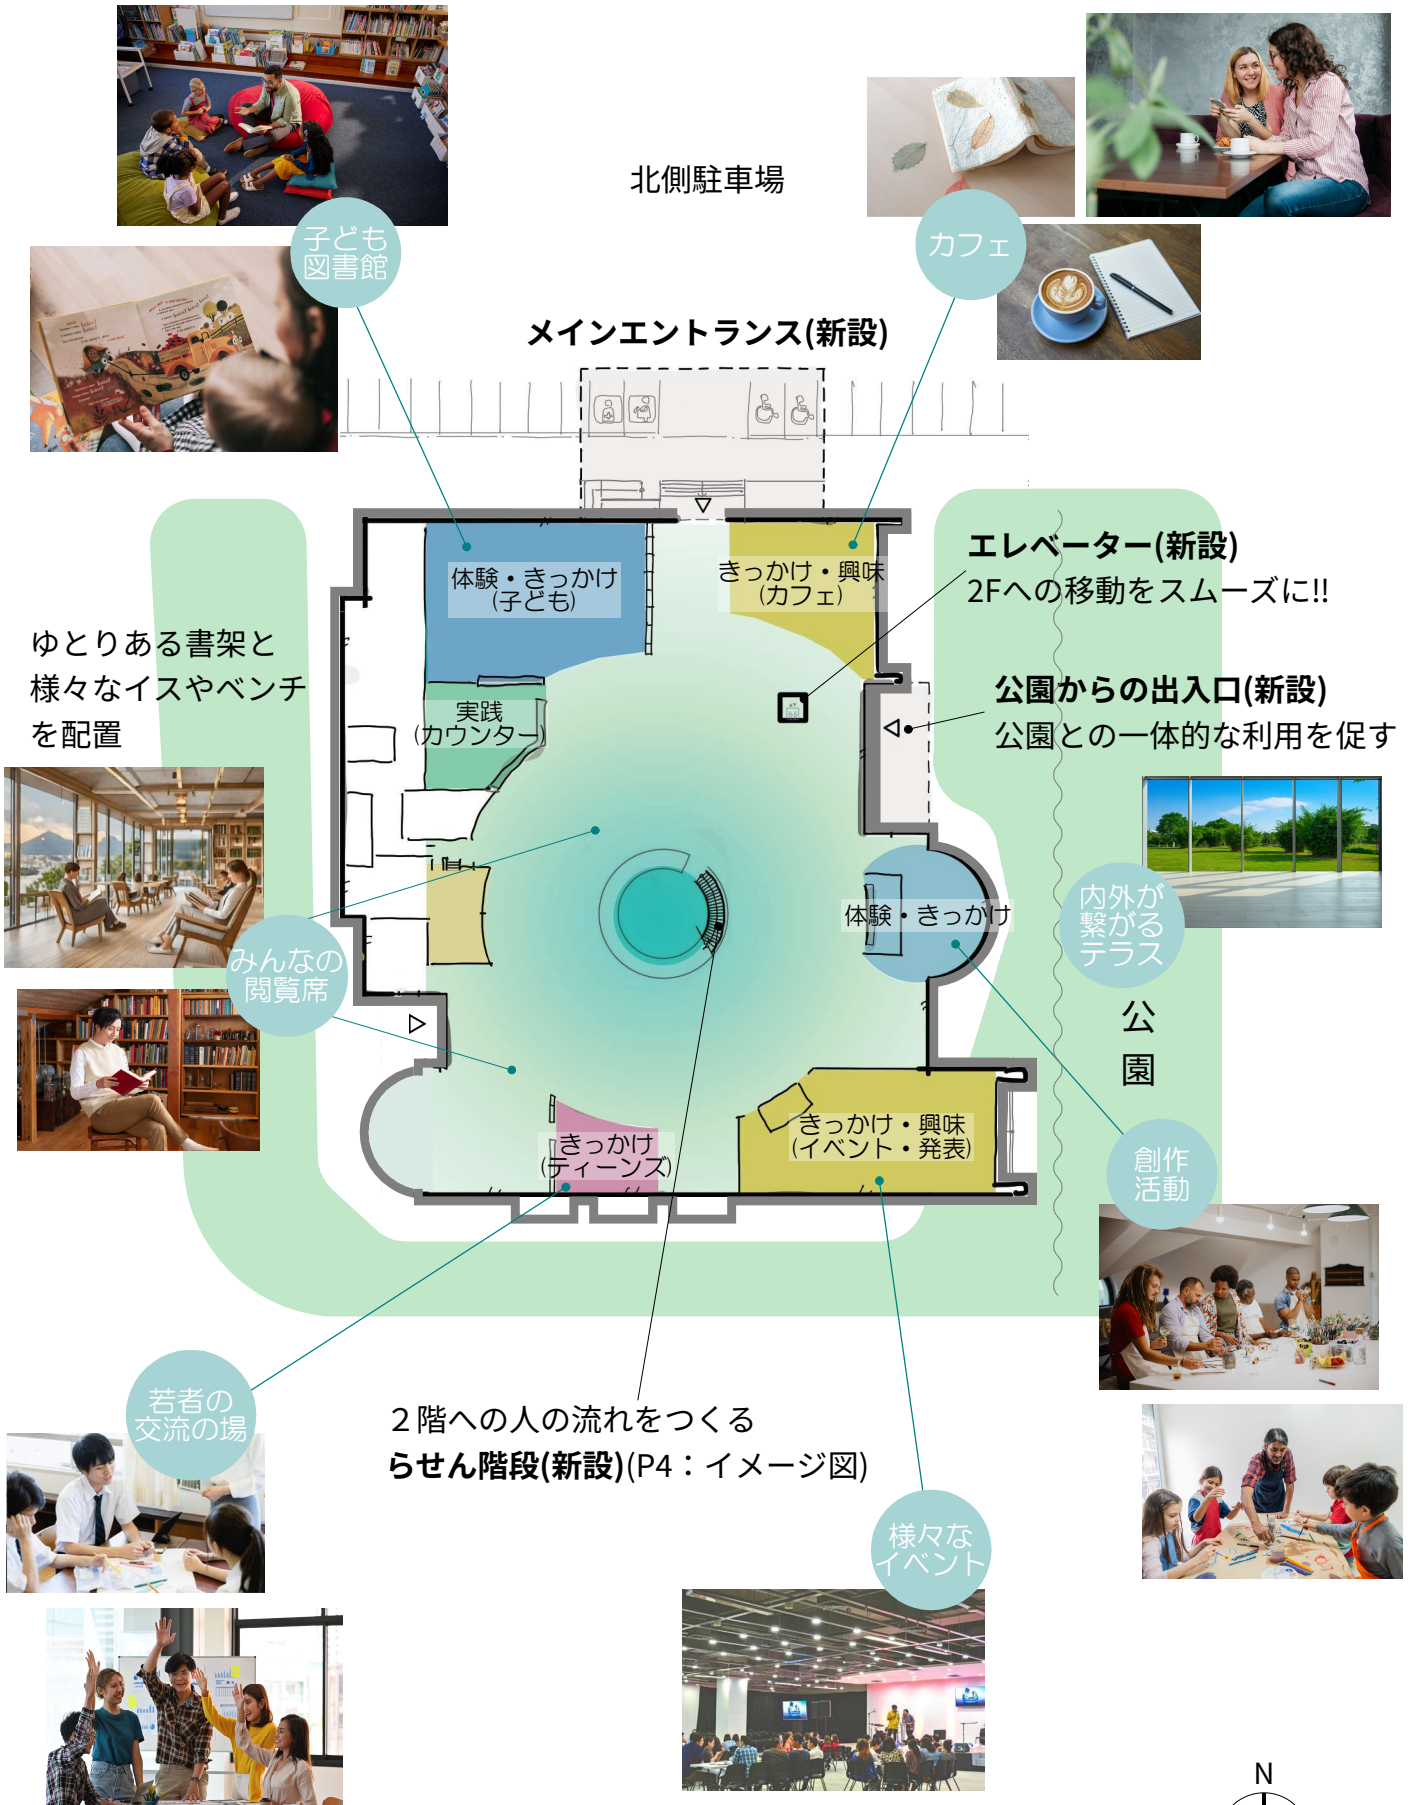 北側駐車場
子ども
図書館
カフェ
メインエントランス(新設)
体験・きっかけ
(子ども)
きっかけ・興味
(カフェ)
エレベーター(新設)
2Fへの移動をスムーズに!!
ゆとりある書架と
様々なイスやベンチ
を配置
公園からの出入口(新設)
公園との一体的な利用を促す
実践
(カウンター)
体験・きっかけ
内外が
繋がる
テラス
みんなの
閲覧席
公
園
きっかけ
(ティーンズ)
きっかけ・興味
(イベント・発表)
創作
活動
若者の
交流の場
２階への人の流れをつくる
らせん階段(新設)(P4：イメージ図)
様々な
イベント
N